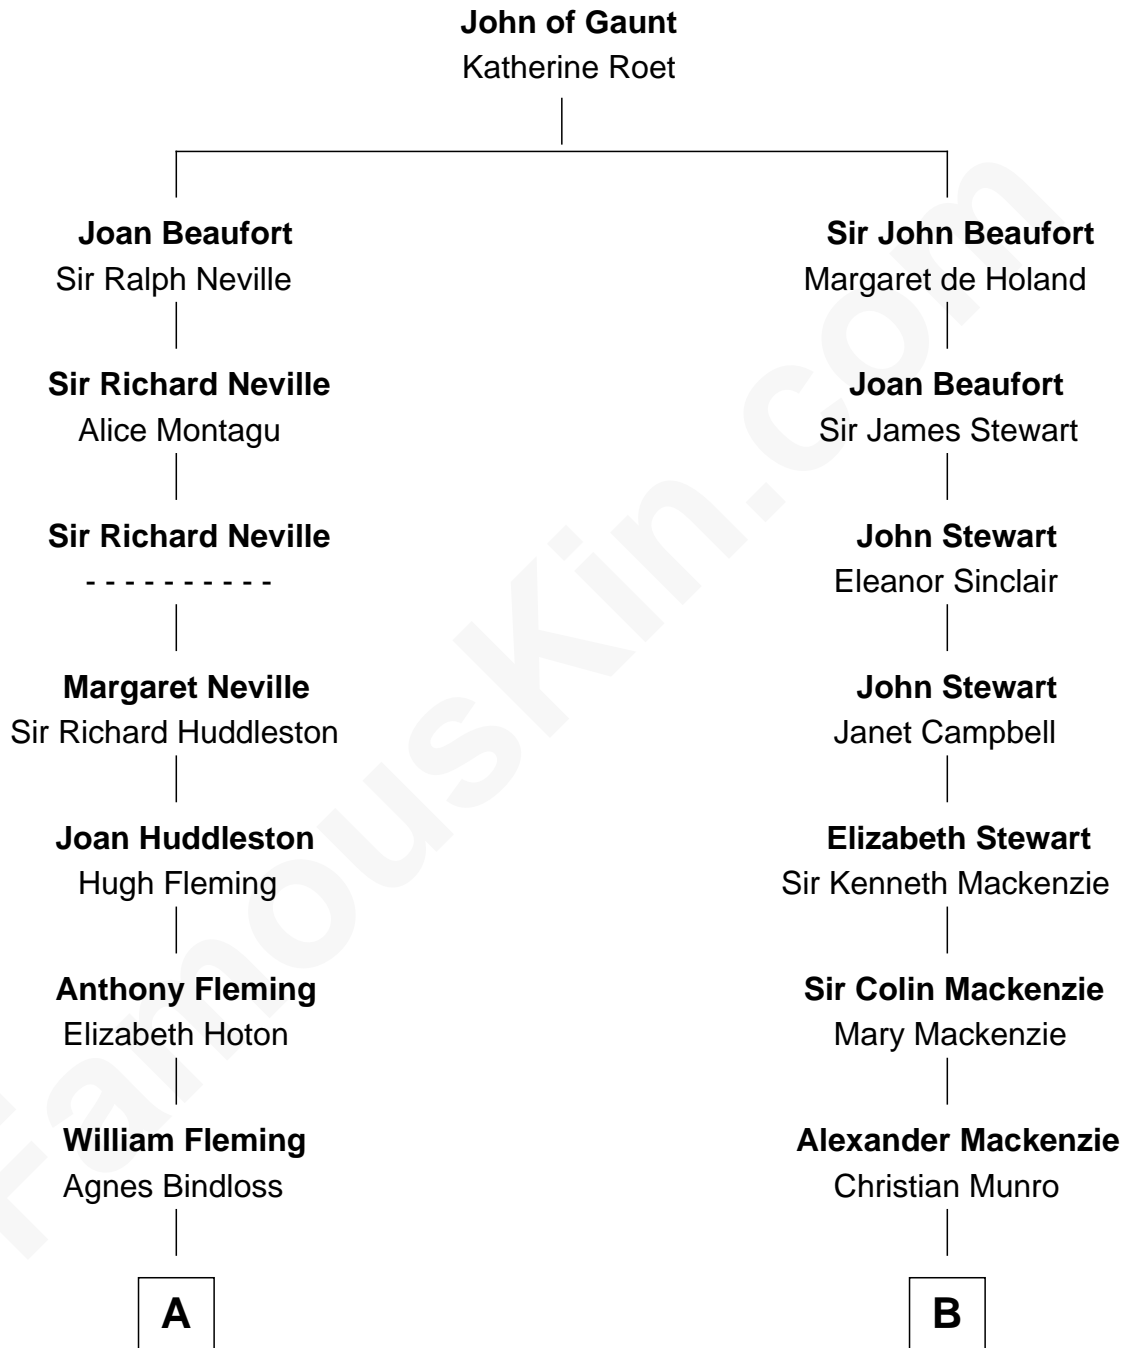 John of Gaunt
Katherine Roet
Joan Beaufort
Sir Ralph Neville
Sir Richard Neville
Alice Montagu
Sir Richard Neville
- - - - - - - - - -
Margaret Neville
Sir Richard Huddleston
Joan Huddleston
Hugh Fleming
Anthony Fleming
Elizabeth Hoton
William Fleming
Agnes Bindloss
A
Sir John Beaufort
Margaret de Holand
Joan Beaufort
Sir James Stewart
John Stewart
Eleanor Sinclair
John Stewart
Janet Campbell
Elizabeth Stewart
Sir Kenneth Mackenzie
Sir Colin Mackenzie
Mary Mackenzie
Alexander Mackenzie
Christian Munro
B
FamousKin.com